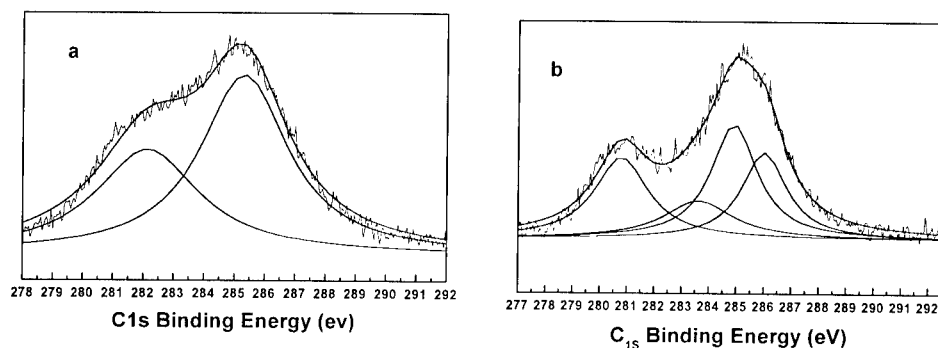 a
278 279 280 281 282 283 284 285 286 287 288 289 290 291 292
C1s Binding Energy (ev)
b
277 278 279 280 281 282 283 284 285 286 287 288 289 290 291 292
C1S Binding Energy (eV)